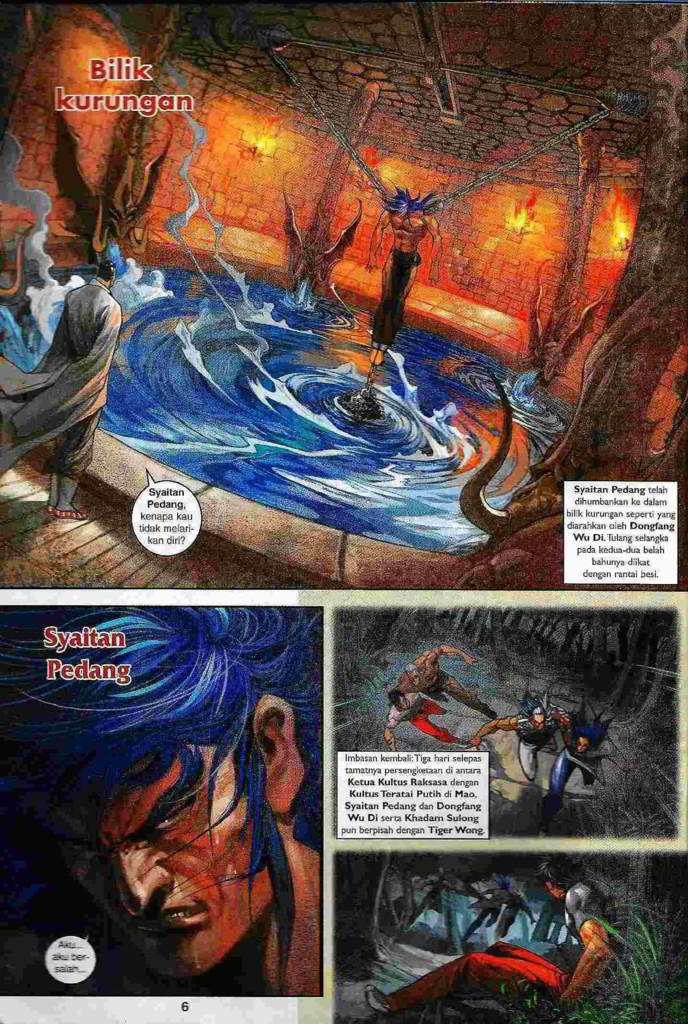 Bilik
kurungan
Syaitan
Pedang,
kenapa kau
tidak melari-
kan diri?
Syaitan Pedang telah
dihumbankan ke dalam
bilik kurungan seperti yang
diarahkan oleh Dongfang
Wu Di. Tulang selangka
pada kedua-dua belah
bahunya diikat
dengan rantai besi.
Syaitan
Pedang
Aku...
aku ber-
salah...
Imbasan kembali: Tiga hari selepas
tamatnya persengketaan di antara
Ketua Kultus Raksasa dengan
Kultus Teratai Putih di Mao,
Syaitan Pedang dan Dongfang
Wu Di serta Khadam Sulong
pun berpisah dengan Tiger Wong.
6